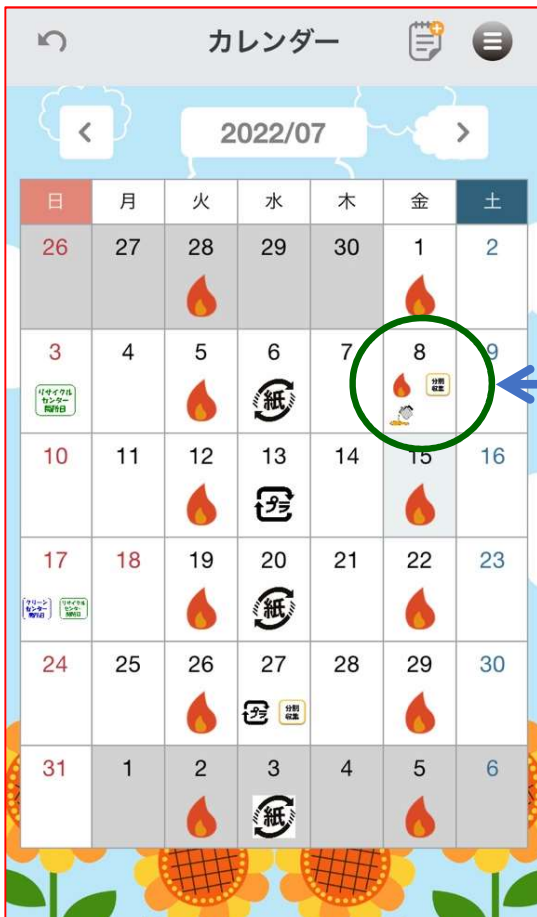 カレンダー
2022/07
日 月 火 水 木 金 土
26 27 28 29 30 1 2
3 4 5 6 7 8 9
リサイクル
センター
開所日
紙
分別
収集
10 11 12 13 14 15 16
プラ
17 18 19 20 21 22 23
クリーン
センター
開所日
リサイクル
センター
開所日
紙
24 25 26 27 28 29 30
プラ
分別
収集
31 1 2 3 4 5 6
紙